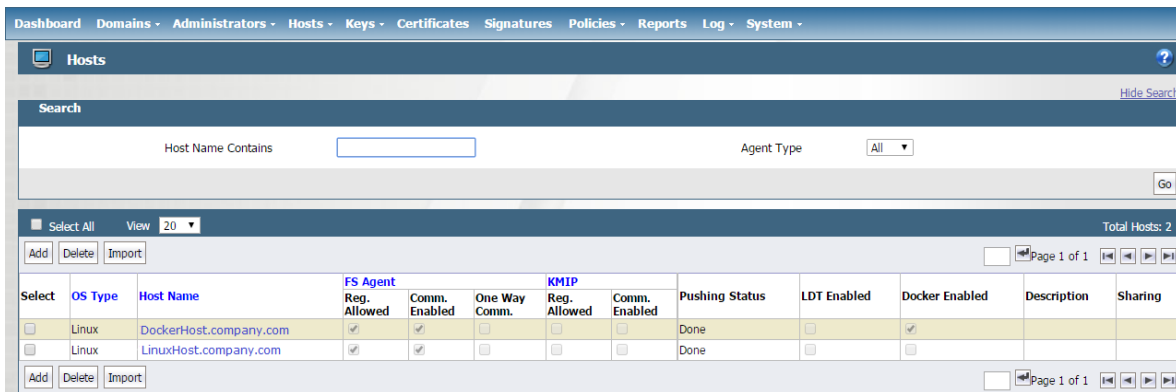 Dashboard Domains Administrators Hosts Keys Certificates Signatures Policies Reports Log System
Hosts
?
Hide Search
Search
Host Name Contains Agent Type All
Go
Select All View 20 Total Hosts: 2
Add Delete Import Page 1 of 1
FS Agent KMIP
Select OS Type Host Name Reg. Allowed Comm. Enabled One Way Comm. Reg. Allowed Comm. Enabled Pushing Status LDT Enabled Docker Enabled Description Sharing
Linux DockerHost.company.com Done
Linux LinuxHost.company.com Done
Add Delete Import Page 1 of 1